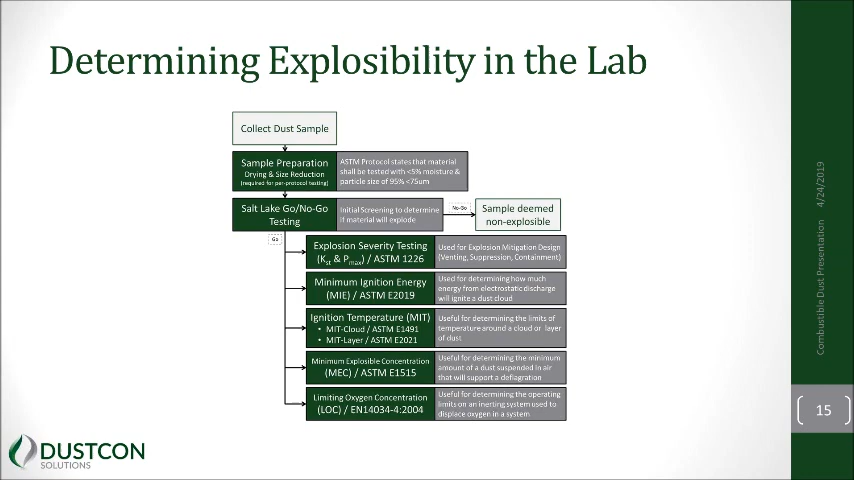 Determining Explosibility in the Lab
Collect Dust Sample
Sample Preparation
Drying & Size Reduction
(required for per-protocol testing)
ASTM Protocol states that material
shall be tested with <5% moisture &
particle size of 95% <75um
Salt Lake Go/No-Go
Testing
Initial Screening to determine
if material will explode
No-Go
Sample deemed
non-explosible
Go
Explosion Severity Testing
(Kst & Pmax) / ASTM 1226
Used for Explosion Mitigation Design
(Venting, Suppression, Containment)
Minimum Ignition Energy
(MIE) / ASTM E2019
Used for determining how much
energy from electrostatic discharge
will ignite a dust cloud
Ignition Temperature (MIT)
• MIT-Cloud / ASTM E1491
• MIT-Layer / ASTM E2021
Useful for determining the limits of
temperature around a cloud or layer
of dust
Minimum Explosible Concentration
(MEC) / ASTM E1515
Useful for determining the minimum
amount of a dust suspended in air
that will support a deflagration
Limiting Oxygen Concentration
(LOC) / EN14034-4:2004
Useful for determining the operating
limits on an inerting system used to
displace oxygen in a system
Combustible Dust Presentation 4/24/2019
15
DUSTCON
SOLUTIONS